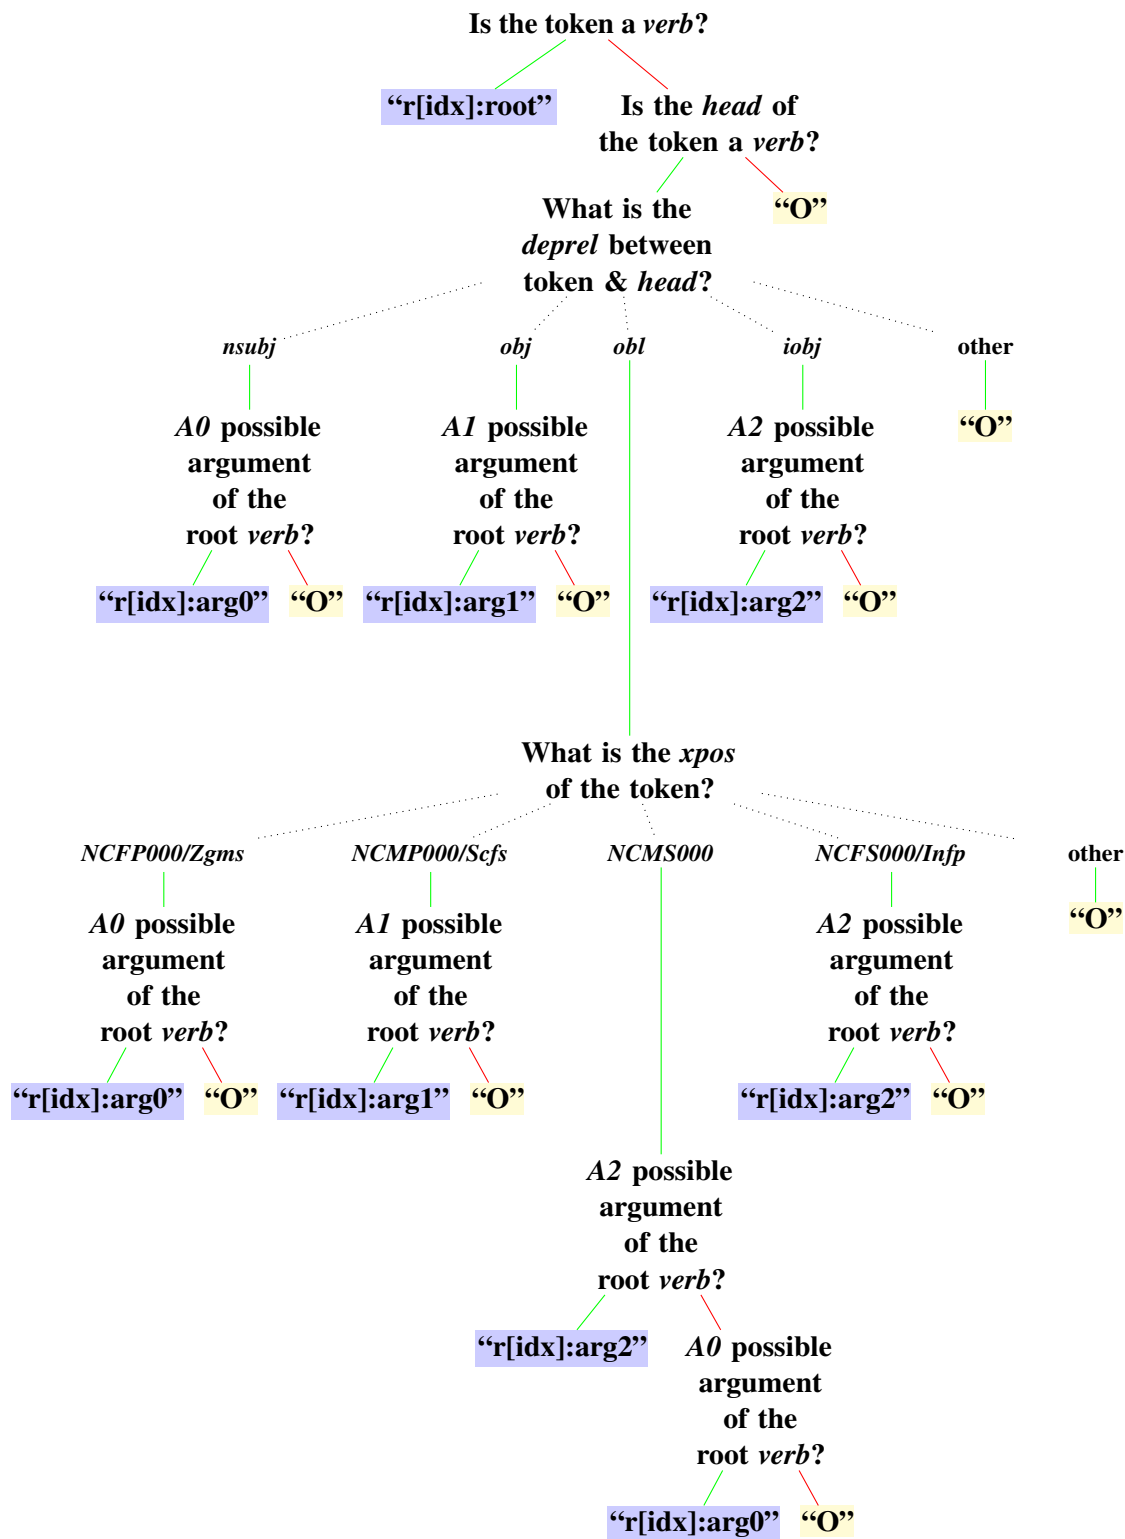 Is the token a verb?
“r[idx]:root”
Is the head of
the token a verb?
“O”
What is the
deprel between
token & head?
nsubj
obj
obl
iobj
other
A0 possible
argument
of the
root verb?
A1 possible
argument
of the
root verb?
A2 possible
argument
of the
root verb?
“O”
“r[idx]:arg0”
“O”
“r[idx]:arg1”
“O”
“r[idx]:arg2”
“O”
What is the xpos
of the token?
NCFP000/Zgms
NCMP000/Scfs
NCMS000
NCFS000/Infp
other
A0 possible
argument
of the
root verb?
A1 possible
argument
of the
root verb?
A2 possible
argument
of the
root verb?
“O”
“r[idx]:arg0”
“O”
“r[idx]:arg1”
“O”
“r[idx]:arg2”
“O”
A2 possible
argument
of the
root verb?
“r[idx]:arg2”
A0 possible
argument
of the
root verb?
“r[idx]:arg0”
“O”